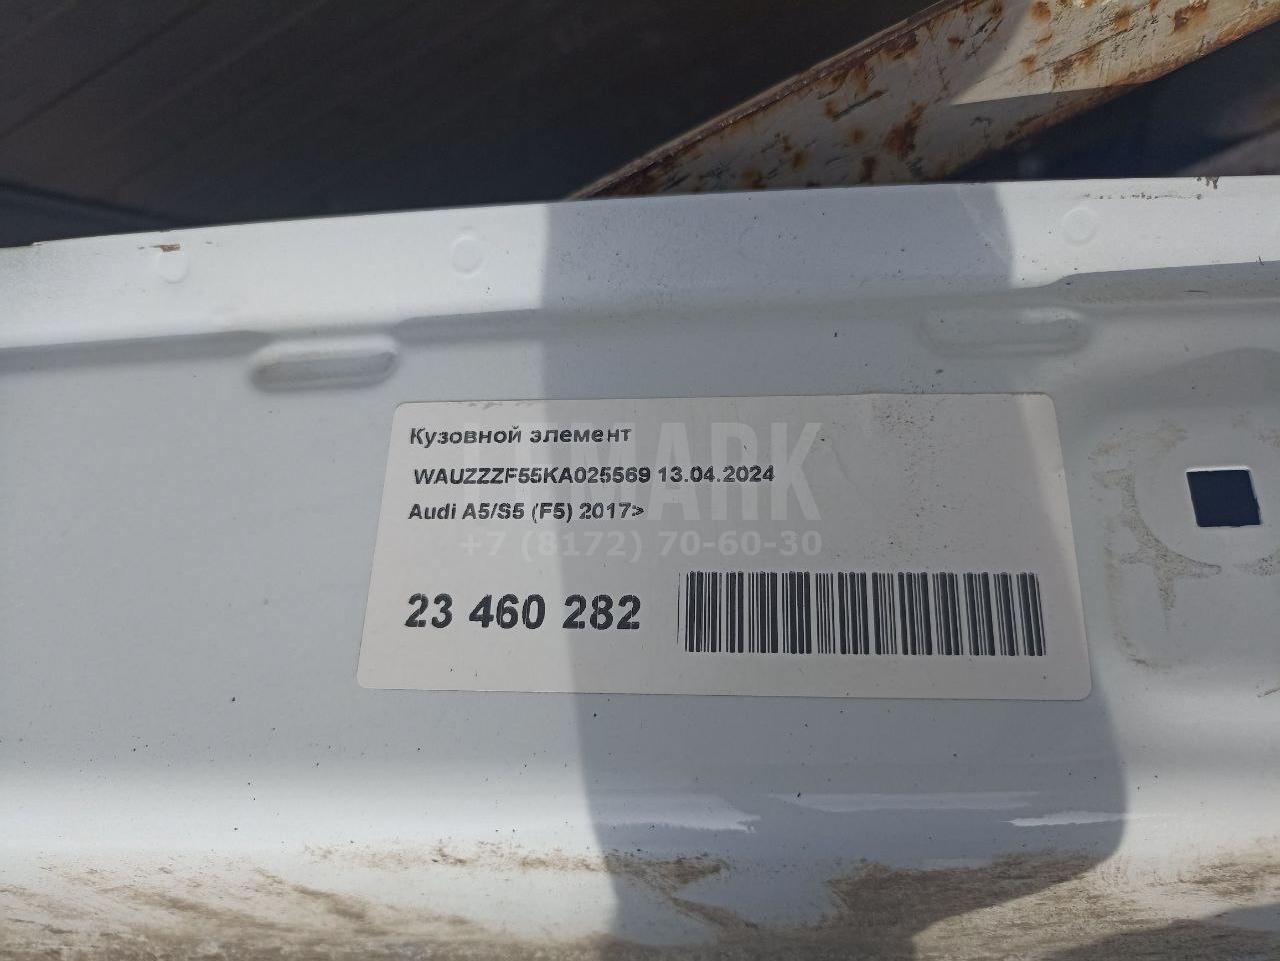 Кузовной элемент
WAUZZZF55KA025569 13.04.2024
Audi A5/S5 (F5) 2017>
+7 (8172) 70-60-30
23 460 282